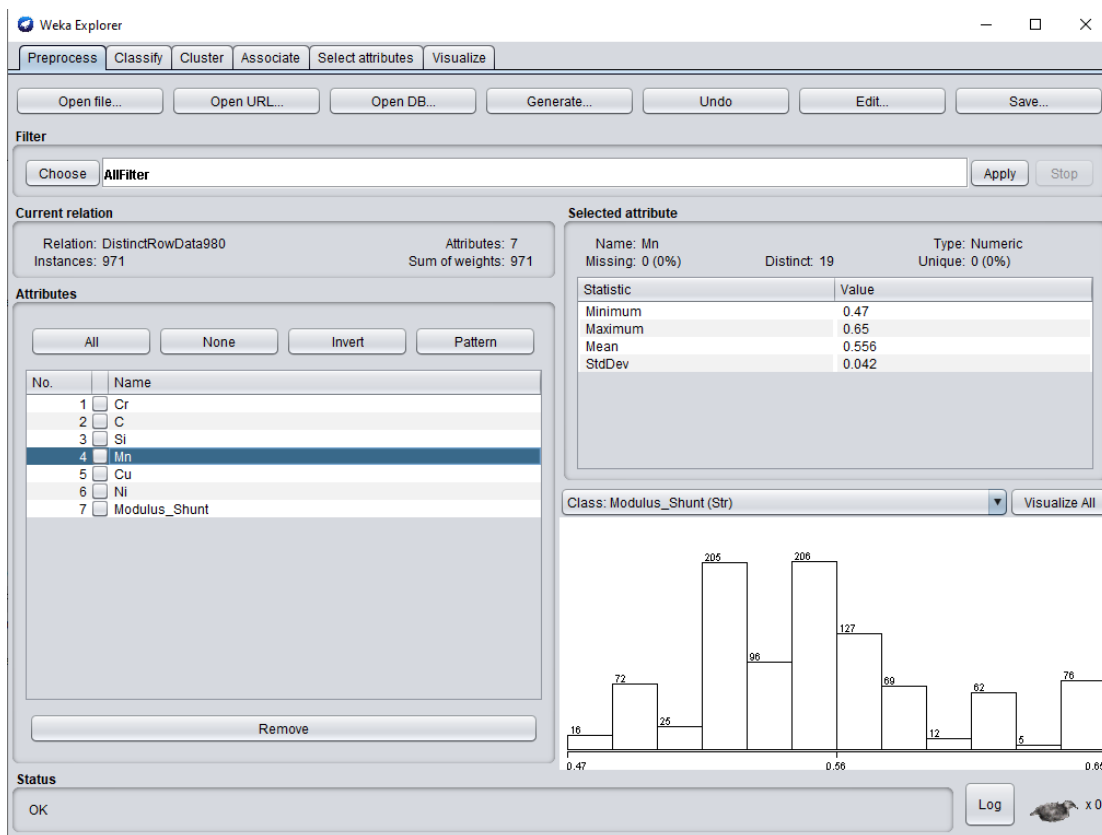 Weka Explorer
Preprocess Classify Cluster Associate Select attributes Visualize
Open file... Open URL... Open DB... Generate... Undo Edit... Save...
Filter
Choose AllFilter Apply Stop
Current relation
Relation: DistinctRowData980 Attributes: 7
Instances: 971 Sum of weights: 971
Attributes
All None Invert Pattern
No. Name
1 Cr
2 C
3 Si
4 Mn
5 Cu
6 Ni
7 Modulus_Shunt
Remove
Selected attribute
Name: Mn Type: Numeric
Missing: 0 (0%) Distinct: 19 Unique: 0 (0%)
Statistic Value
Minimum 0.47
Maximum 0.65
Mean 0.556
StdDev 0.042
Class: Modulus_Shunt (Str) Visualize All
16 72 25 205 96 206 127 69 12 62 5 76
0.47 0.56 0.65
Status
OK
Log x 0